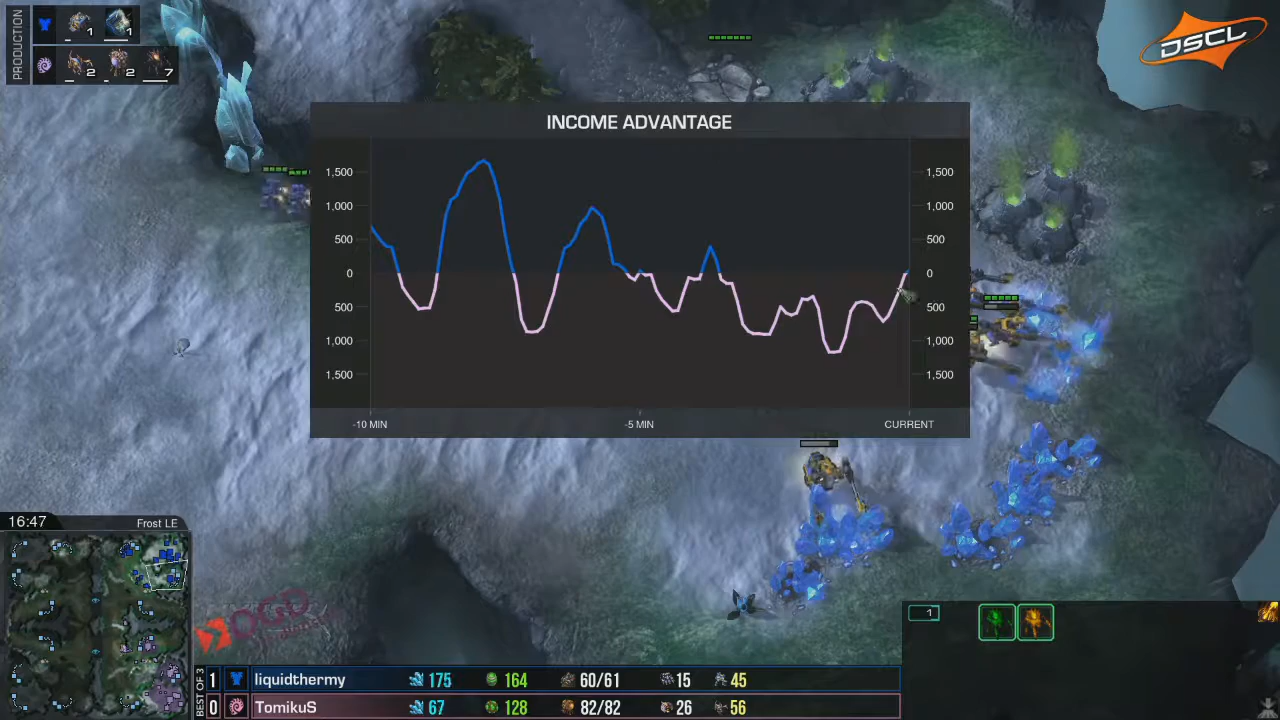 PRODUCTION
1 1
2 2 7
DSCL
INCOME ADVANTAGE
1,500 1,500
1,000 1,000
500 500
0 0
500 500
1,000 1,000
1,500 1,500
-10 MIN -5 MIN CURRENT
16:47 Frost LE
1
BEST OF 3
1 liquidthermy 175 164 60/61 15 45
0 TomikuS 67 128 82/82 26 56